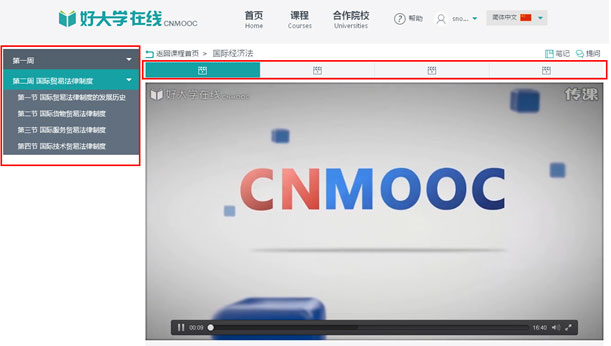 好大学在线 CNMOOC
首页 课程 合作院校 帮助 sno... 简体中文
Home Courses Universities
第一周
第二周 国际贸易法律制度
第一节 国际贸易法律制度的发展历史
第二节 国际货物贸易法律制度
第三节 国际服务贸易法律制度
第四节 国际技术贸易法律制度
返回课程首页 > 国际经济法 笔记 提问
好大学在线 CNMOOC 传课
CNMOOC
00:09 16:40